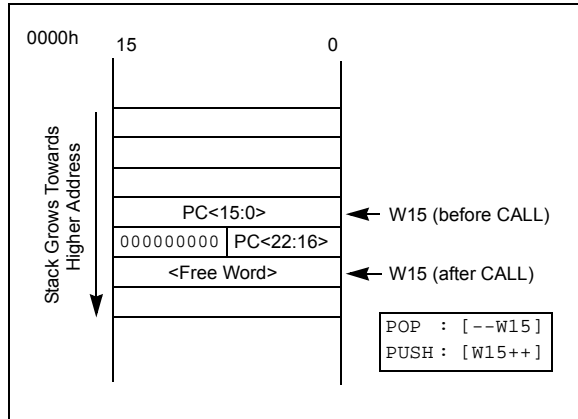 0000h
15 0
Stack Grows Towards
Higher Address
PC<15:0>
W15 (before CALL)
000000000 PC<22:16>
<Free Word>
W15 (after CALL)
POP : [--W15]
PUSH : [W15++]